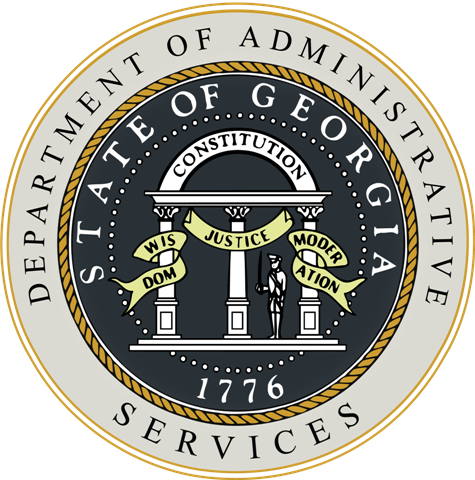 DEPARTMENT OF ADMINISTRATIVE
SERVICES
STATE OF GEORGIA
CONSTITUTION
WIS
DOM
JUSTICE
MODER
ATION
1776